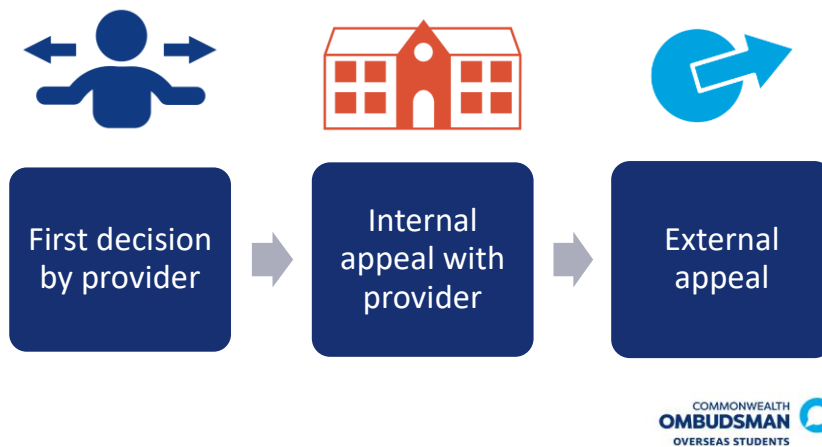 First decision
by provider
Internal
appeal with
provider
External
appeal
COMMONWEALTH
OMBUDSMAN
OVERSEAS STUDENTS